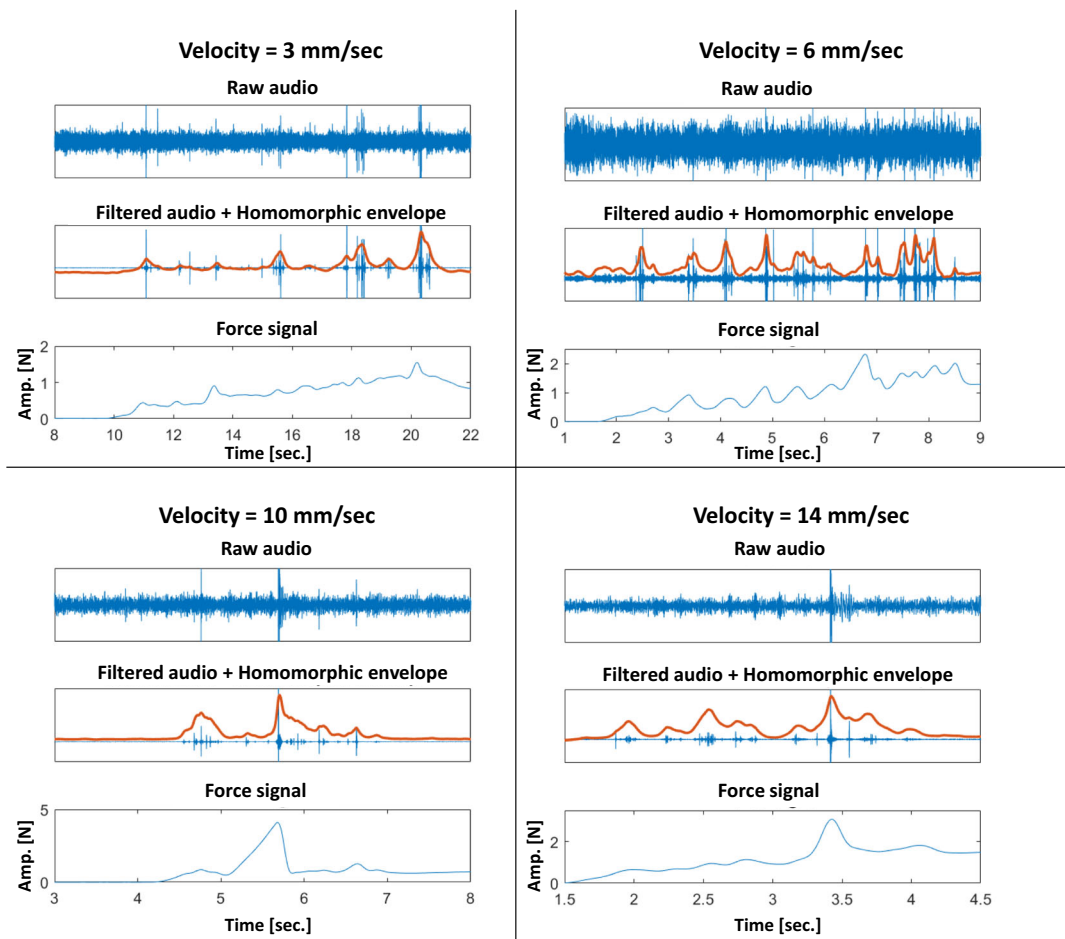 Velocity = 3 mm/sec
Raw audio
Filtered audio + Homomorphic envelope
Force signal
Amp. [N]
2
1
0
8 10 12 14 16 18 20 22
Time [sec.]
Velocity = 6 mm/sec
Raw audio
Filtered audio + Homomorphic envelope
Force signal
Amp. [N]
2
1
0
1 2 3 4 5 6 7 8 9
Time [sec.]
Velocity = 10 mm/sec
Raw audio
Filtered audio + Homomorphic envelope
Force signal
Amp. [N]
5
0
3 4 5 6 7 8
Time [sec.]
Velocity = 14 mm/sec
Raw audio
Filtered audio + Homomorphic envelope
Force signal
Amp. [N]
2
0
1.5 2 2.5 3 3.5 4 4.5
Time [sec.]